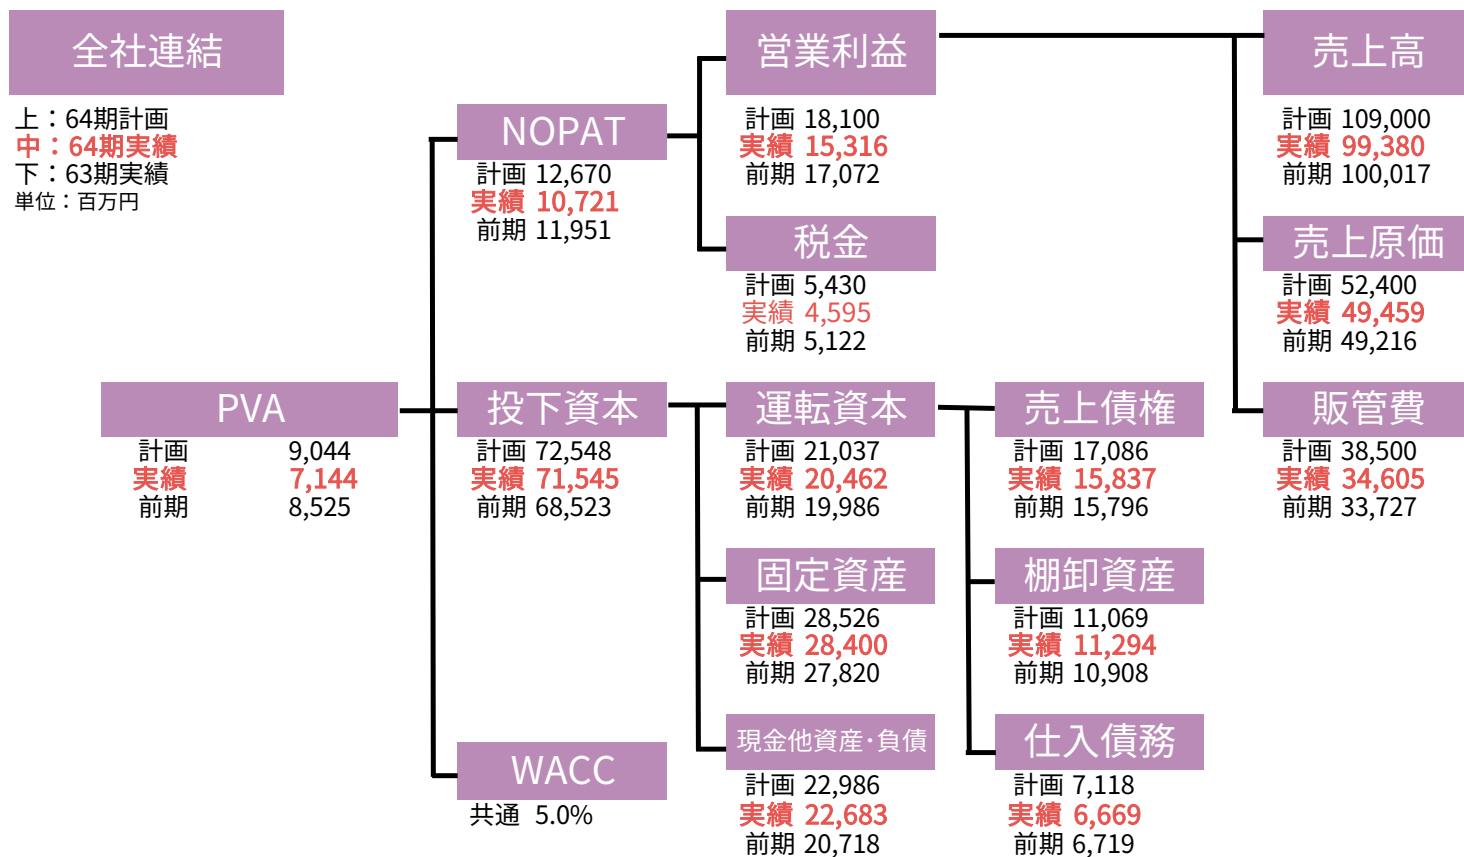 全社連結
上：64期計画
中：64期実績
下：63期実績
単位：百万円
PVA
計画 9,044
実績 7,144
前期 8,525
NOPAT
計画 12,670
実績 10,721
前期 11,951
投下資本
計画 72,548
実績 71,545
前期 68,523
WACC
共通 5.0%
営業利益
計画 18,100
実績 15,316
前期 17,072
税金
計画 5,430
実績 4,595
前期 5,122
運転資本
計画 21,037
実績 20,462
前期 19,986
固定資産
計画 28,526
実績 28,400
前期 27,820
現金他資産･負債
計画 22,986
実績 22,683
前期 20,718
売上債権
計画 17,086
実績 15,837
前期 15,796
棚卸資産
計画 11,069
実績 11,294
前期 10,908
仕入債務
計画 7,118
実績 6,669
前期 6,719
売上高
計画 109,000
実績 99,380
前期 100,017
売上原価
計画 52,400
実績 49,459
前期 49,216
販管費
計画 38,500
実績 34,605
前期 33,727